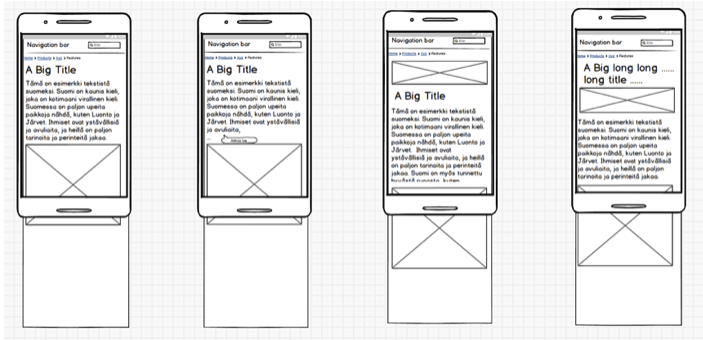 Navigation bar
Home ▸ Products ▸ Xyz ▸ Features
A Big Title
Tämä on esimerkki tekstistä
suomeksi. Suomi on kaunis kieli,
joka on kotimaani virallinen kieli.
Suomessa on paljon upeita
paikkoja nähdä, kuten Luonto ja
Järvet. Ihmiset ovat ystävällisiä
ja avuliaita, ja heillä on paljon
tarinoita ja perinteitä jakaa.
Navigation bar
Home ▸ Products ▸ Xyz ▸ Features
A Big Title
Tämä on esimerkki tekstistä
suomeksi. Suomi on kaunis kieli,
joka on kotimaani virallinen kieli.
Suomessa on paljon upeita
paikkoja nähdä, kuten Luonto ja
Järvet. Ihmiset ovat ystävällisiä
ja avuliaita,
Navigation bar
Home ▸ Products ▸ Xyz ▸ Features
A Big Title
Tämä on esimerkki tekstistä
suomeksi. Suomi on kaunis kieli,
joka on kotimaani virallinen kieli.
Suomessa on paljon upeita
paikkoja nähdä, kuten Luonto ja
Järvet. Ihmiset ovat
ystävällisiä ja avuliaita, ja heillä
on paljon tarinoita ja perinteitä
jakaa. Suomi on myös tunnettu
Navigation bar
Home ▸ Products ▸ Xyz ▸ Features
A Big long long ......
long title ......
Tämä on esimerkki tekstistä
suomeksi. Suomi on kaunis kieli,
joka on kotimaani virallinen kieli.
Suomessa on paljon upeita
paikkoja nähdä, kuten Luonto ja
Järvet. Ihmiset ovat ystävällisiä
ja avuliaita, ja heillä on paljon
tarinoita ja perinteitä jakaa.